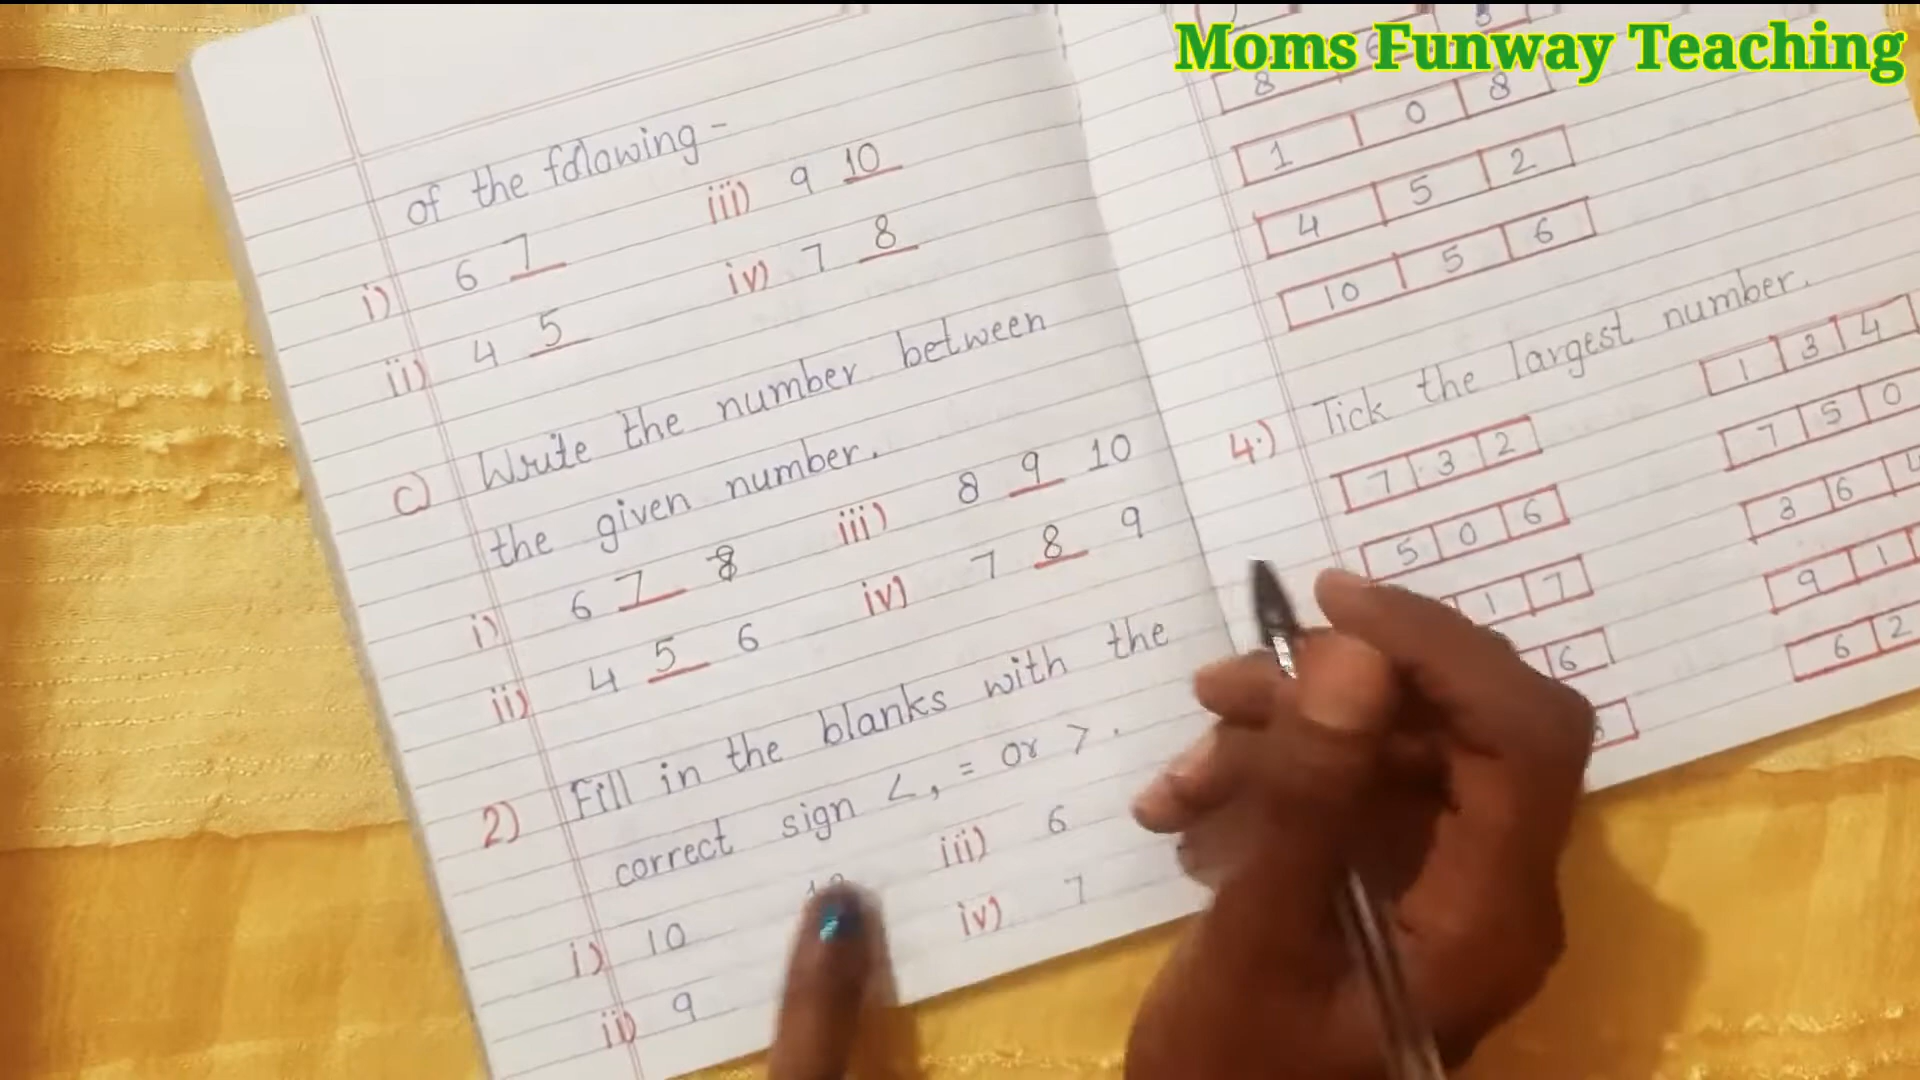 Moms Funway Teaching
of the following-
i) 6 7
iii) 9 10
ii) 4 5
iv) 7 8
c) Write the number between
the given number.
i) 6 7 8
iii) 8 9 10
ii) 4 5 6
iv) 7 8 9
2) Fill in the blanks with the
correct sign <, = or >.
i) 10
iii) 6
ii) 9
iv) 7
8 6
1 0 8
4 5 2
10 5 6
4.) Tick the largest number.
7 3 2
1 3 4
5 0 6
7 5 0
1 7
3 6
6
9 1
6 2